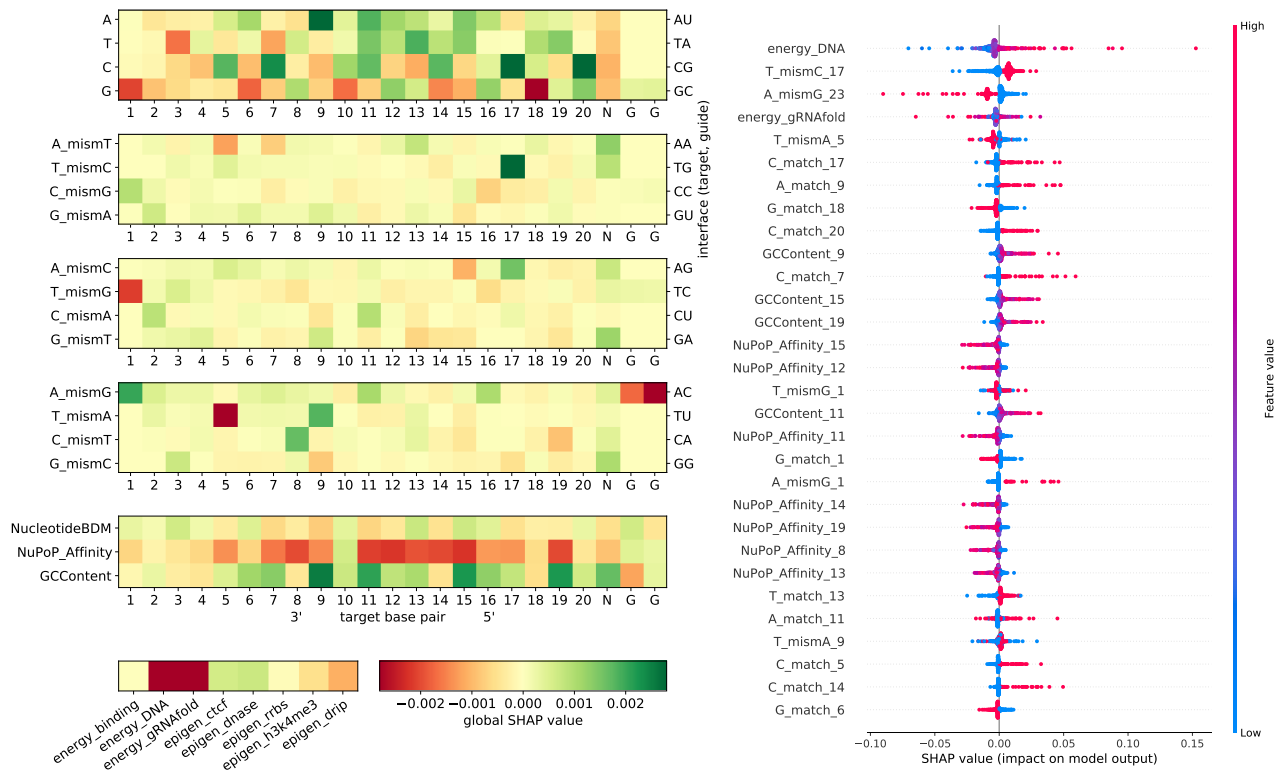 A AU
T TA
C CG
G GC
1 2 3 4 5 6 7 8 9 10 11 12 13 14 15 16 17 18 19 20 N G G
A_mismT AA
T_mismC TG
C_mismG CC
G_mismA GU
1 2 3 4 5 6 7 8 9 10 11 12 13 14 15 16 17 18 19 20 N G G
A_mismC AG
T_mismG TC
C_mismA CU
G_mismT GA
1 2 3 4 5 6 7 8 9 10 11 12 13 14 15 16 17 18 19 20 N G G
A_mismG AC
T_mismA TU
C_mismT CA
G_mismC GG
1 2 3 4 5 6 7 8 9 10 11 12 13 14 15 16 17 18 19 20 N G G
interface (target, guide)
NucleotideBDM
NuPoP_Affinity
GCContent
1 2 3 4 5 6 7 8 9 10 11 12 13 14 15 16 17 18 19 20 N G G
3' target base pair 5'
energy_binding
energy_DNA
energy_gRNAfold
epigen_ctcf
epigen_dnase
epigen_rrbs
epigen_h3k4me3
epigen_drip
−0.002 −0.001 0.000 0.001 0.002
global SHAP value
energy_DNA
T_mismC_17
A_mismG_23
energy_gRNAfold
T_mismA_5
C_match_17
A_match_9
G_match_18
C_match_20
GCContent_9
C_match_7
GCContent_15
GCContent_19
NuPoP_Affinity_15
NuPoP_Affinity_12
T_mismG_1
GCContent_11
NuPoP_Affinity_11
G_match_1
A_mismG_1
NuPoP_Affinity_14
NuPoP_Affinity_19
NuPoP_Affinity_8
NuPoP_Affinity_13
T_match_13
A_match_11
T_mismA_9
C_match_5
C_match_14
G_match_6
−0.10 −0.05 0.00 0.05 0.10 0.15
SHAP value (impact on model output)
High
Feature value
Low